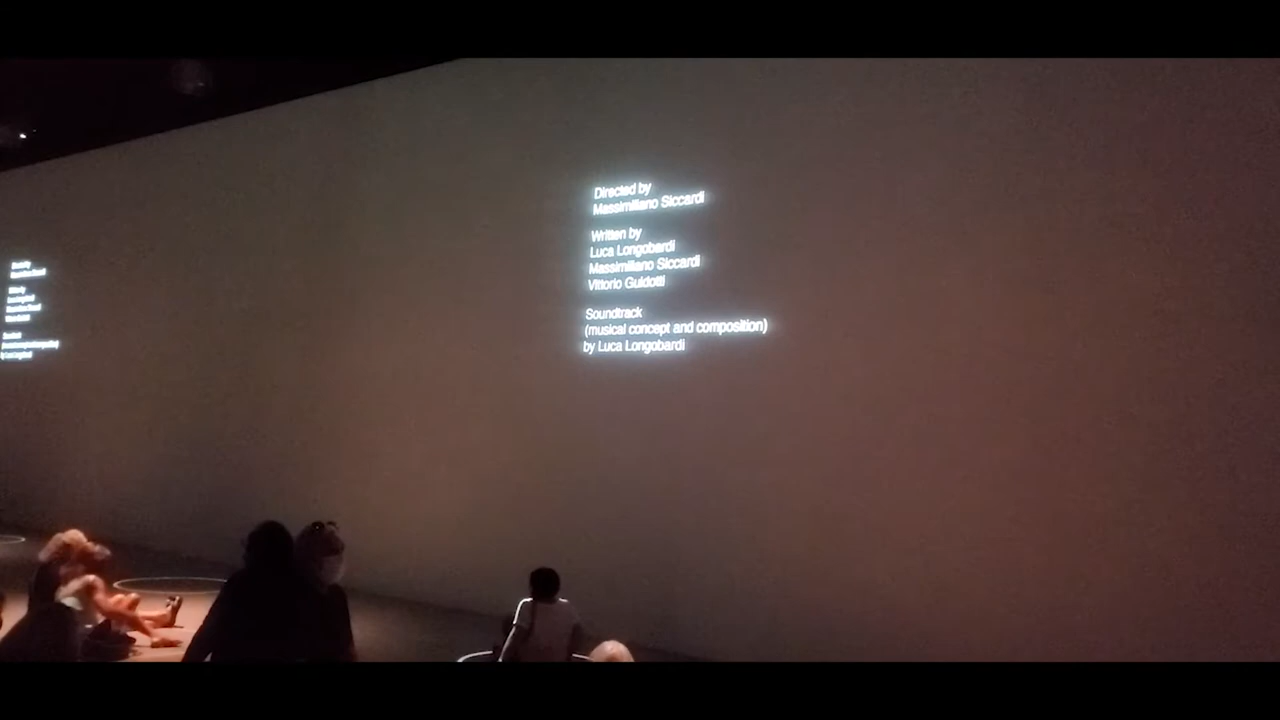 Directed by
Massimiliano Siccardi
Written by
Luca Longobardi
Massimiliano Siccardi
Vittorio Guidotti
Soundtrack
(musical concept and composition)
by Luca Longobardi